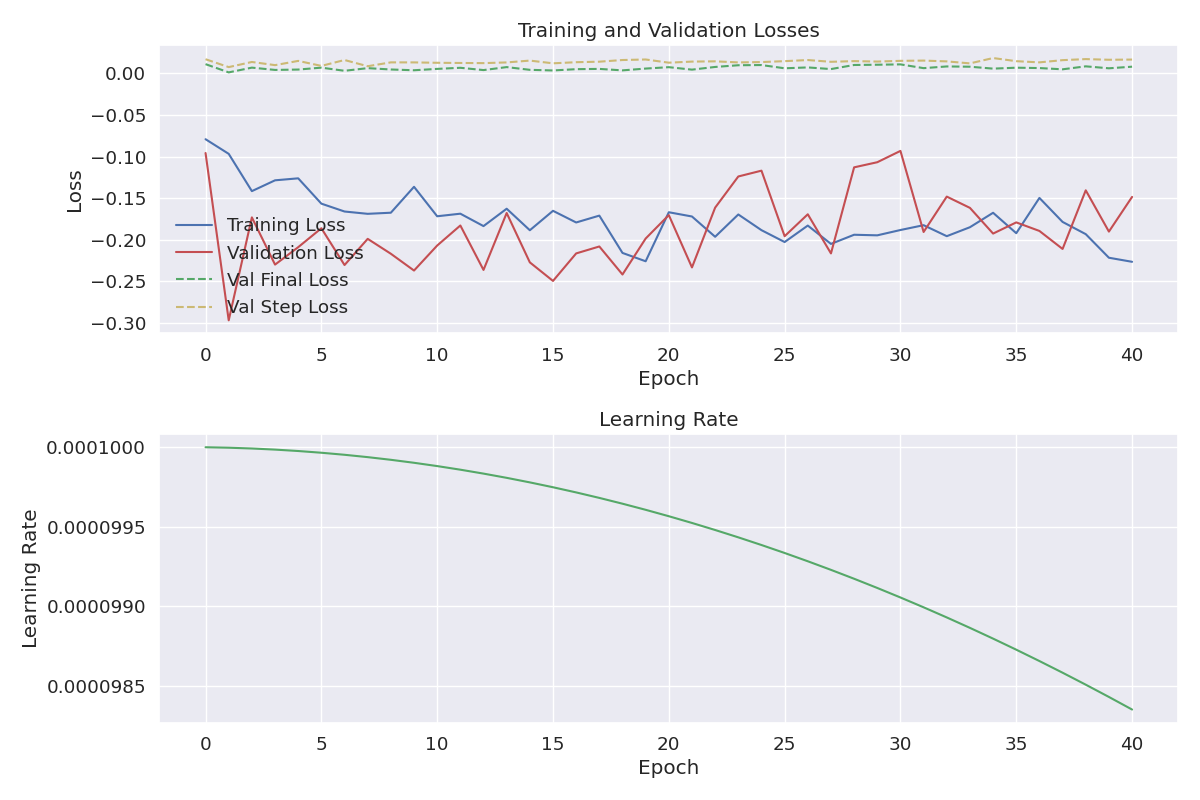 Training and Validation Losses
0.00
−0.05
−0.10
−0.15
−0.20
−0.25
−0.30
Loss
Training Loss
Validation Loss
Val Final Loss
Val Step Loss
0 5 10 15 20 25 30 35 40
Epoch
Learning Rate
0.0001000
0.0000995
0.0000990
0.0000985
Learning Rate
0 5 10 15 20 25 30 35 40
Epoch